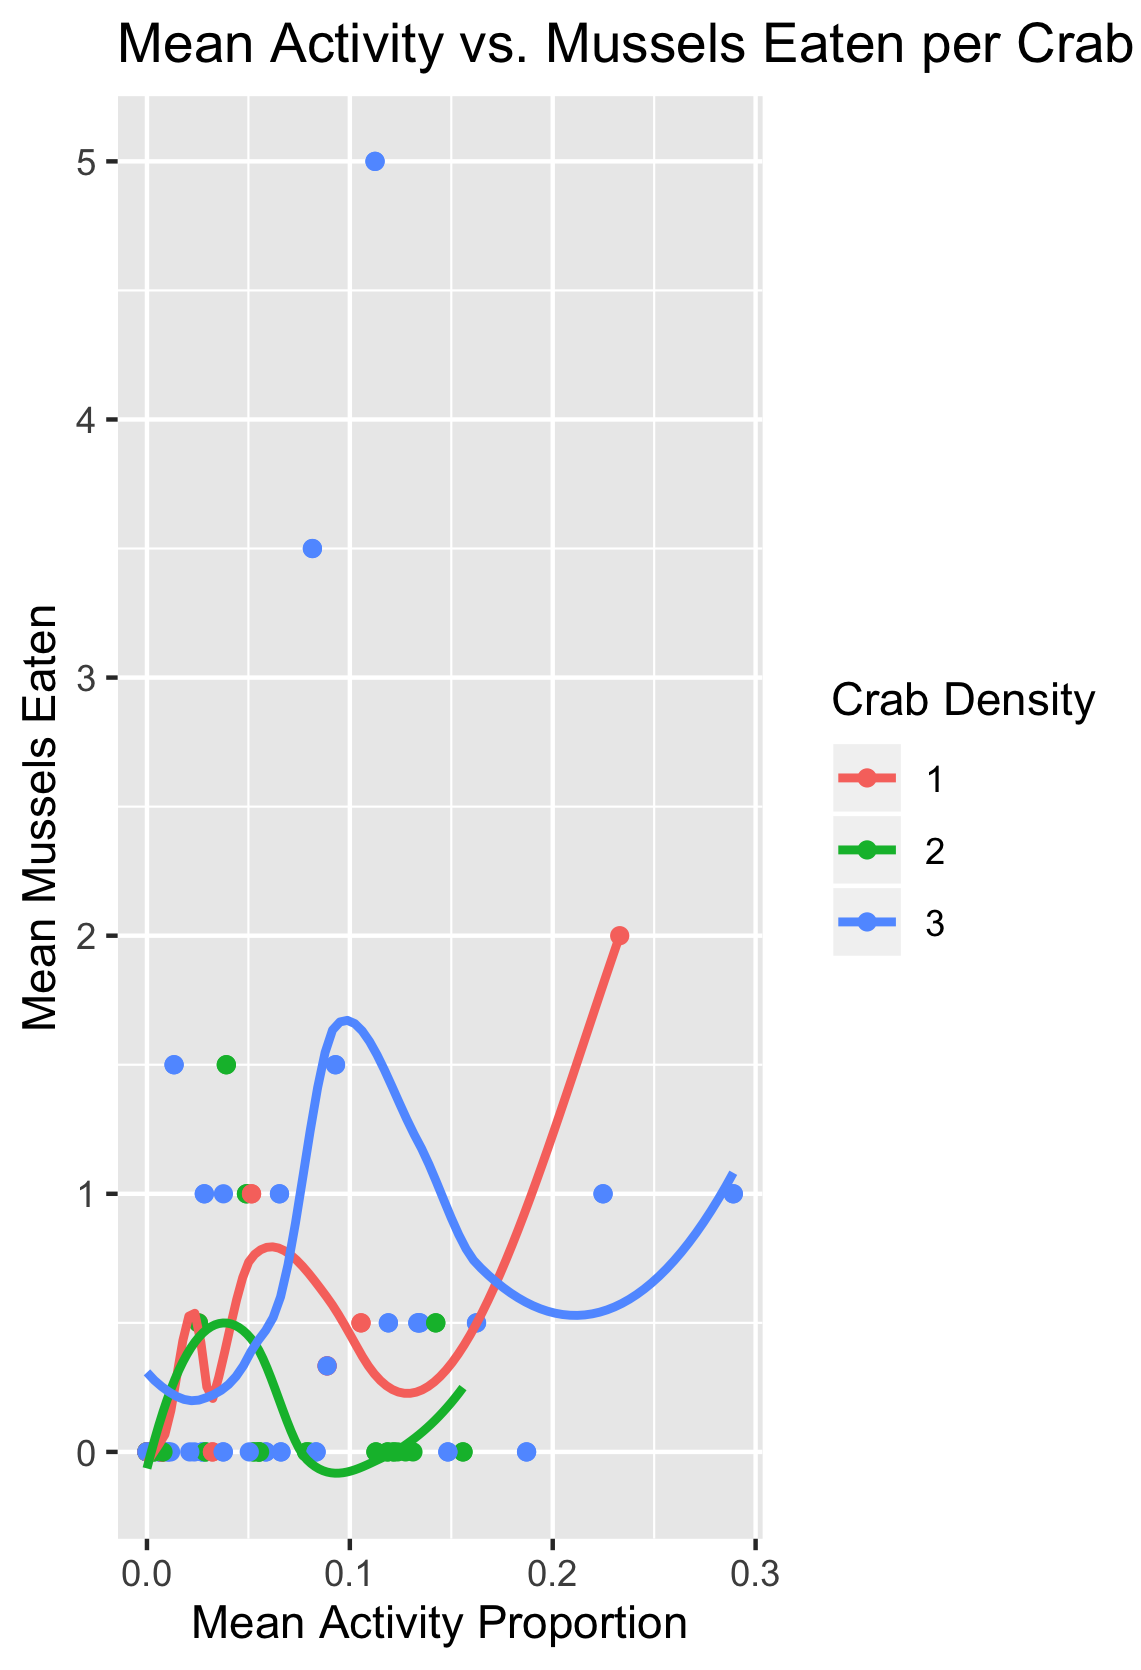 Mean Activity vs. Mussels Eaten per Crab
5
4
3
2
1
0
Mean Mussels Eaten
0.0 0.1 0.2 0.3
Mean Activity Proportion
Crab Density
1
2
3